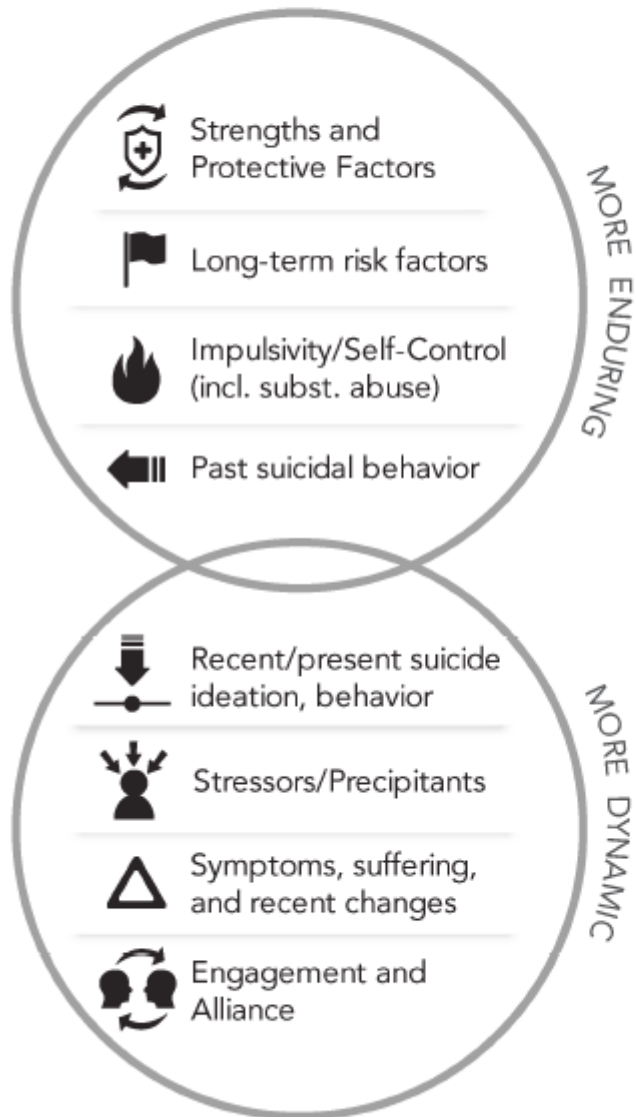 Strengths and
Protective Factors
Long-term risk factors
Impulsivity/Self-Control
(incl. subst. abuse)
Past suicidal behavior
MORE ENDURING
Recent/present suicide
ideation, behavior
Stressors/Precipitants
Symptoms, suffering,
and recent changes
Engagement and
Alliance
MORE DYNAMIC